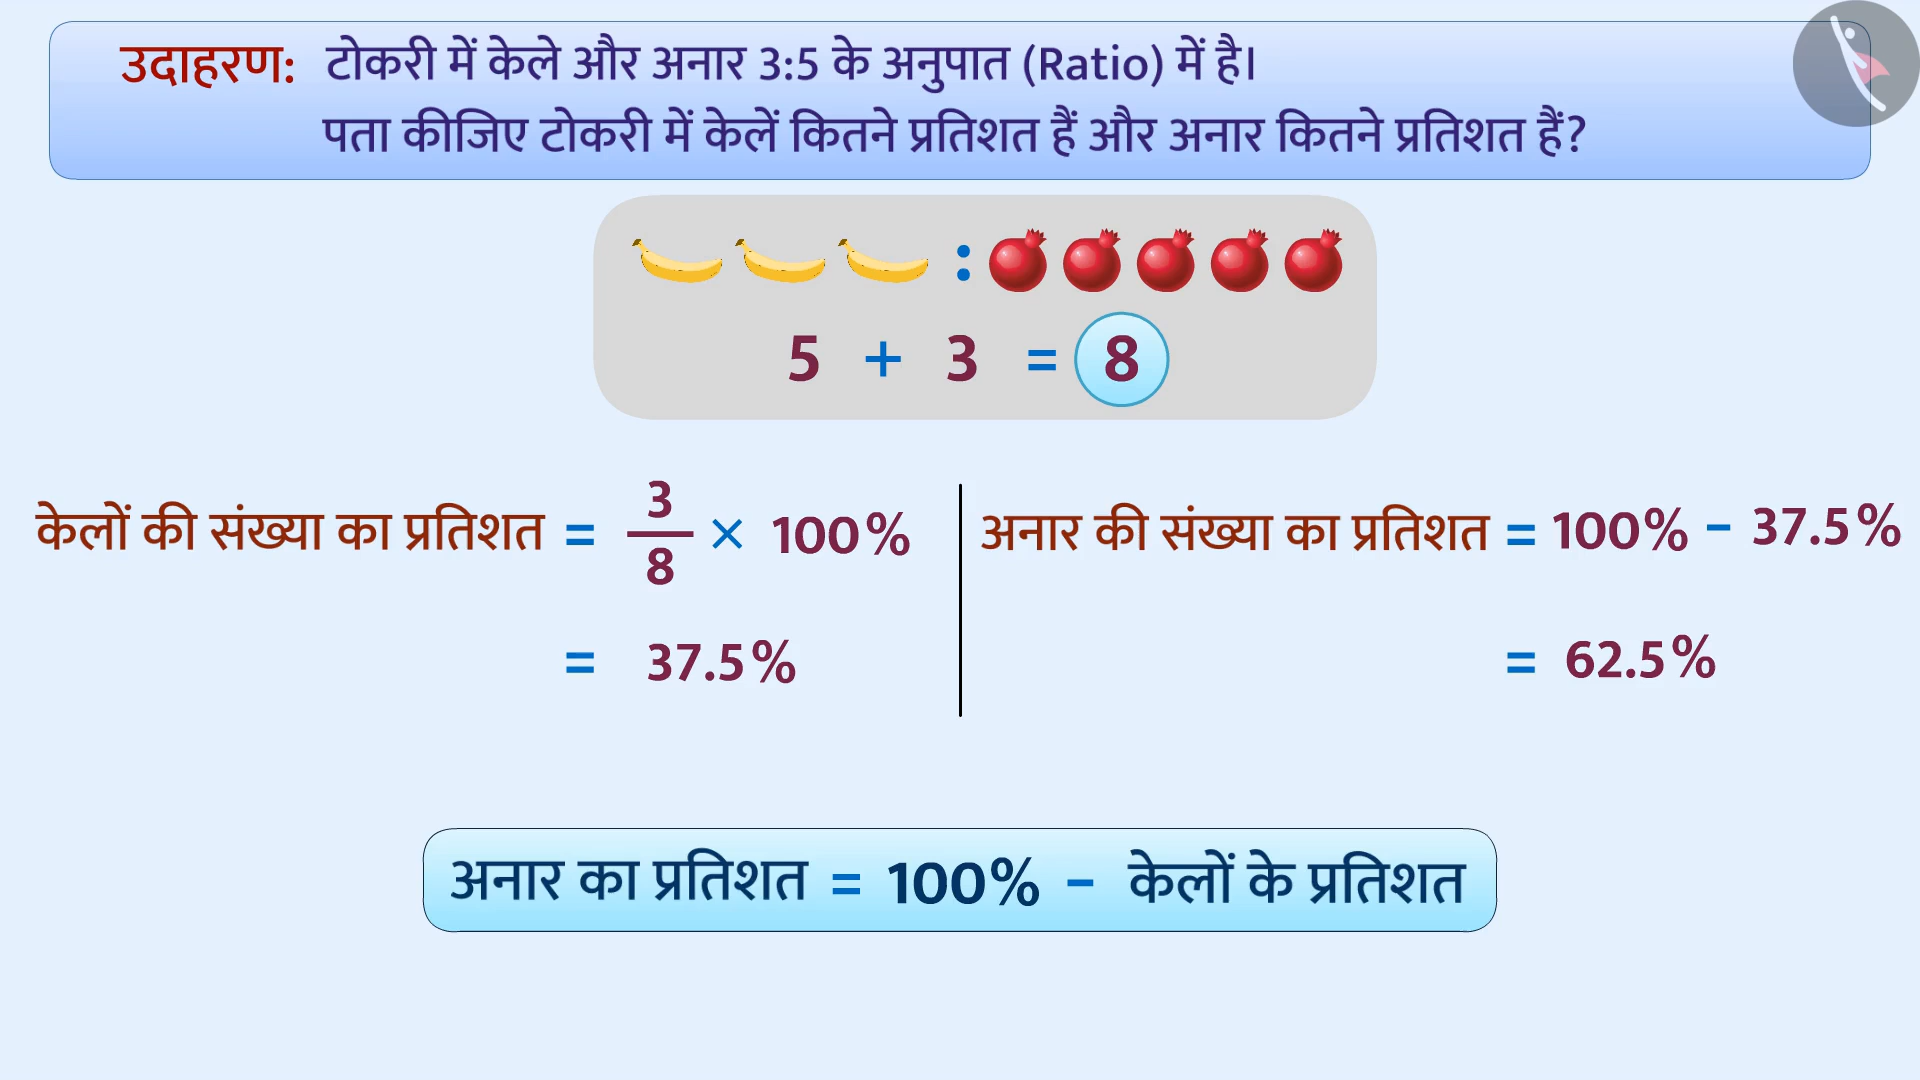 उदाहरण: टोकरी में केले और अनार 3:5 के अनुपात (Ratio) में है।
पता कीजिए टोकरी में केलें कितने प्रतिशत हैं और अनार कितने प्रतिशत हैं?
:
5 + 3 = 8
केलों की संख्या का प्रतिशत = 3/8 × 100%
= 37.5%
अनार की संख्या का प्रतिशत = 100% - 37.5%
= 62.5%
अनार का प्रतिशत = 100% - केलों के प्रतिशत